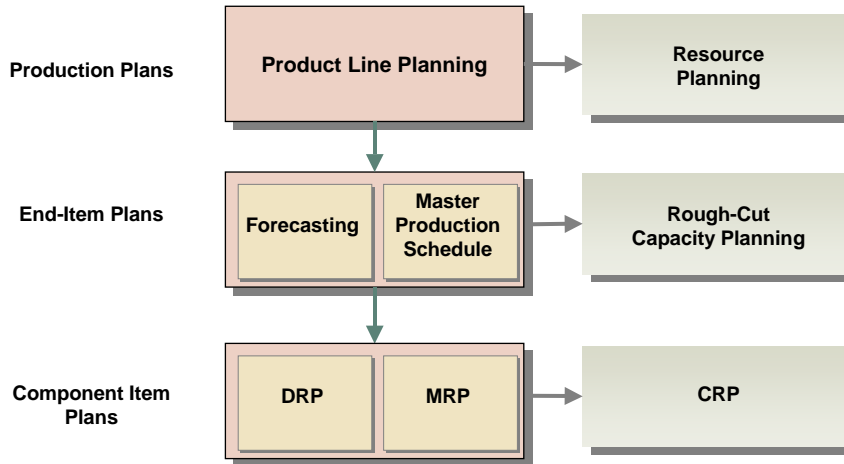 Production Plans
Product Line Planning
Resource
Planning
End-Item Plans
Forecasting
Master
Production
Schedule
Rough-Cut
Capacity Planning
Component Item
Plans
DRP
MRP
CRP